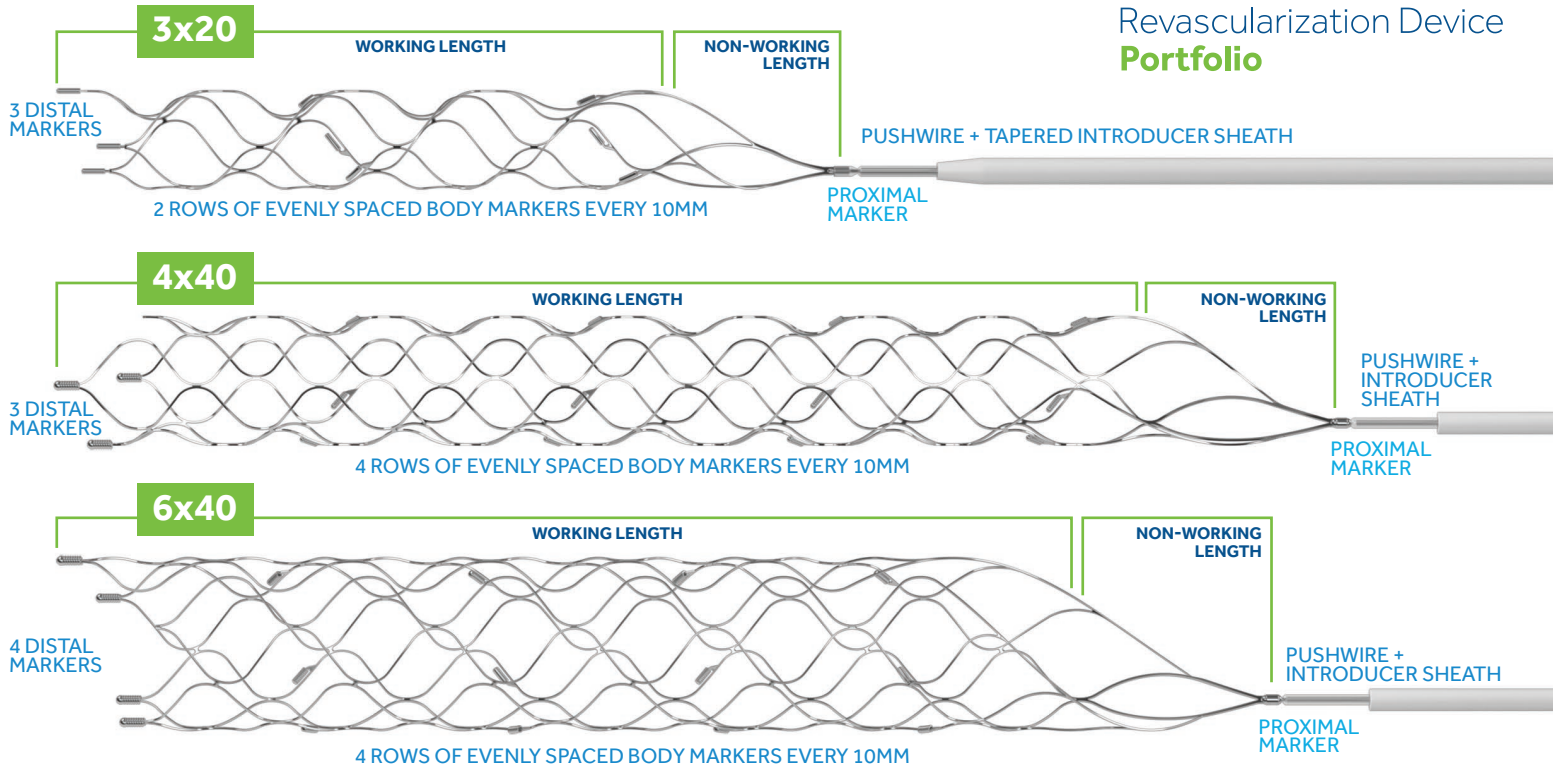 Revascularization Device
Portfolio
3x20
WORKING LENGTH
NON-WORKING
LENGTH
3 DISTAL
MARKERS
PUSHWIRE + TAPERED INTRODUCER SHEATH
2 ROWS OF EVENLY SPACED BODY MARKERS EVERY 10MM
PROXIMAL
MARKER
4x40
WORKING LENGTH
NON-WORKING
LENGTH
3 DISTAL
MARKERS
PUSHWIRE +
INTRODUCER
SHEATH
4 ROWS OF EVENLY SPACED BODY MARKERS EVERY 10MM
PROXIMAL
MARKER
6x40
WORKING LENGTH
NON-WORKING
LENGTH
4 DISTAL
MARKERS
PUSHWIRE +
INTRODUCER SHEATH
4 ROWS OF EVENLY SPACED BODY MARKERS EVERY 10MM
PROXIMAL
MARKER